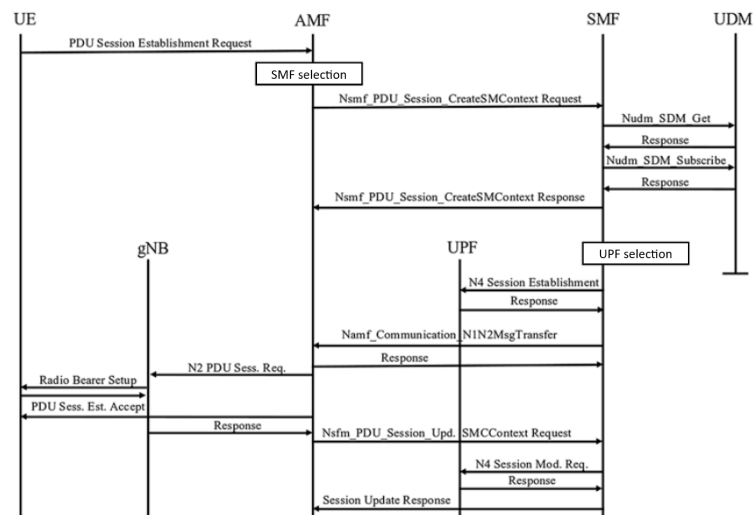 UE AMF SMF UDM
PDU Session Establishment Request
SMF selection
Nsmf_PDU_Session_CreateSMContext Request
Nudm_SDM_Get
Response
Nudm_SDM_Subscribe
Response
Nsmf_PDU_Session_CreateSMContext Response
gNB UPF
UPF selection
N4 Session Establishment
Response
Namf_Communication_N1N2MsgTransfer
Response
N2 PDU Sess. Req.
Radio Bearer Setup
PDU Sess. Est. Accept
Response
Nsfm_PDU_Session_Upd._SMCContext Request
N4 Session Mod. Req.
Response
Session Update Response